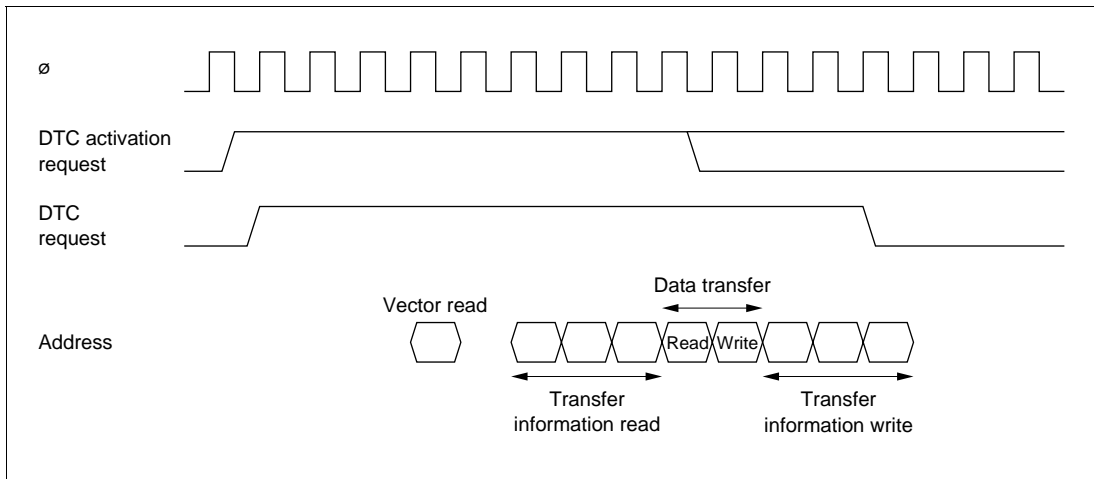 ø
DTC activation
request
DTC
request
Data transfer
Vector read
Address
Read Write
Transfer
information read
Transfer
information write